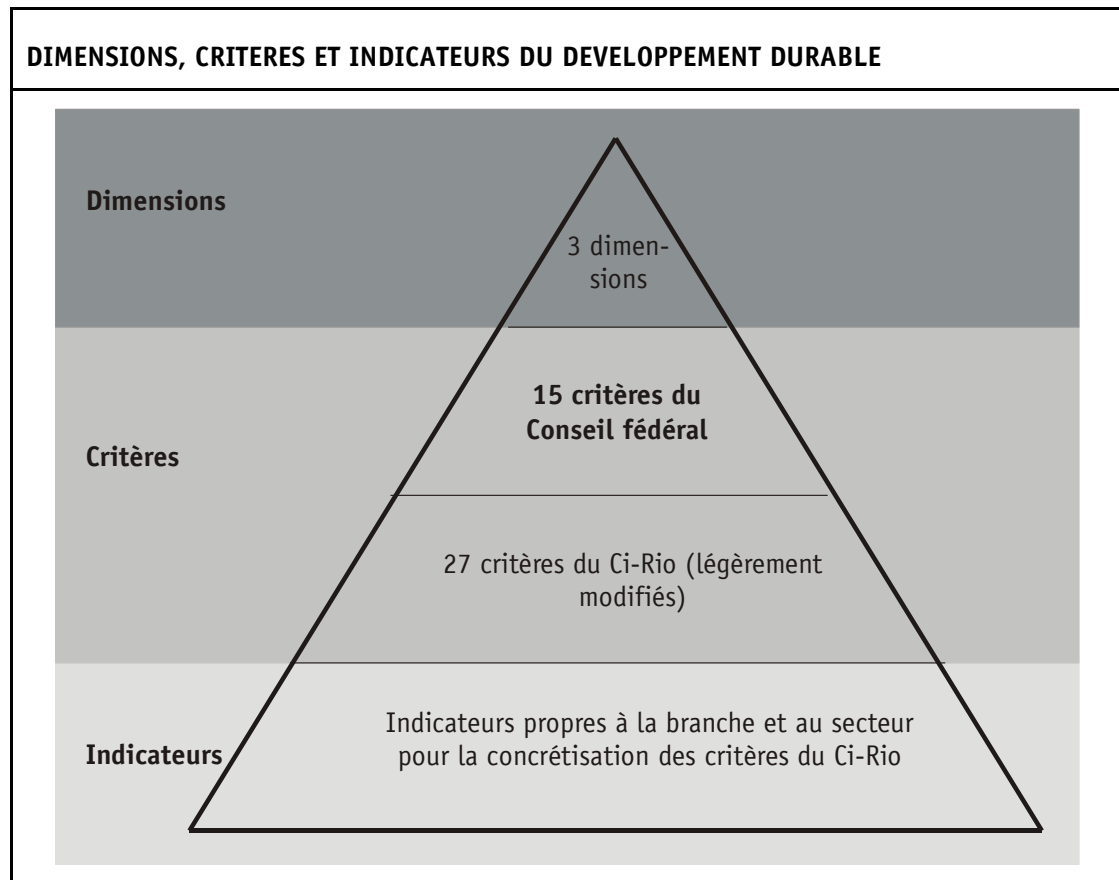 DIMENSIONS, CRITERES ET INDICATEURS DU DEVELOPPEMENT DURABLE
Dimensions
3 dimen-
sions
15 critères du
Conseil fédéral
Critères
27 critères du Ci-Rio (légèrement
modifiés)
Indicateurs propres à la branche et au secteur
pour la concrétisation des critères du Ci-Rio
Indicateurs